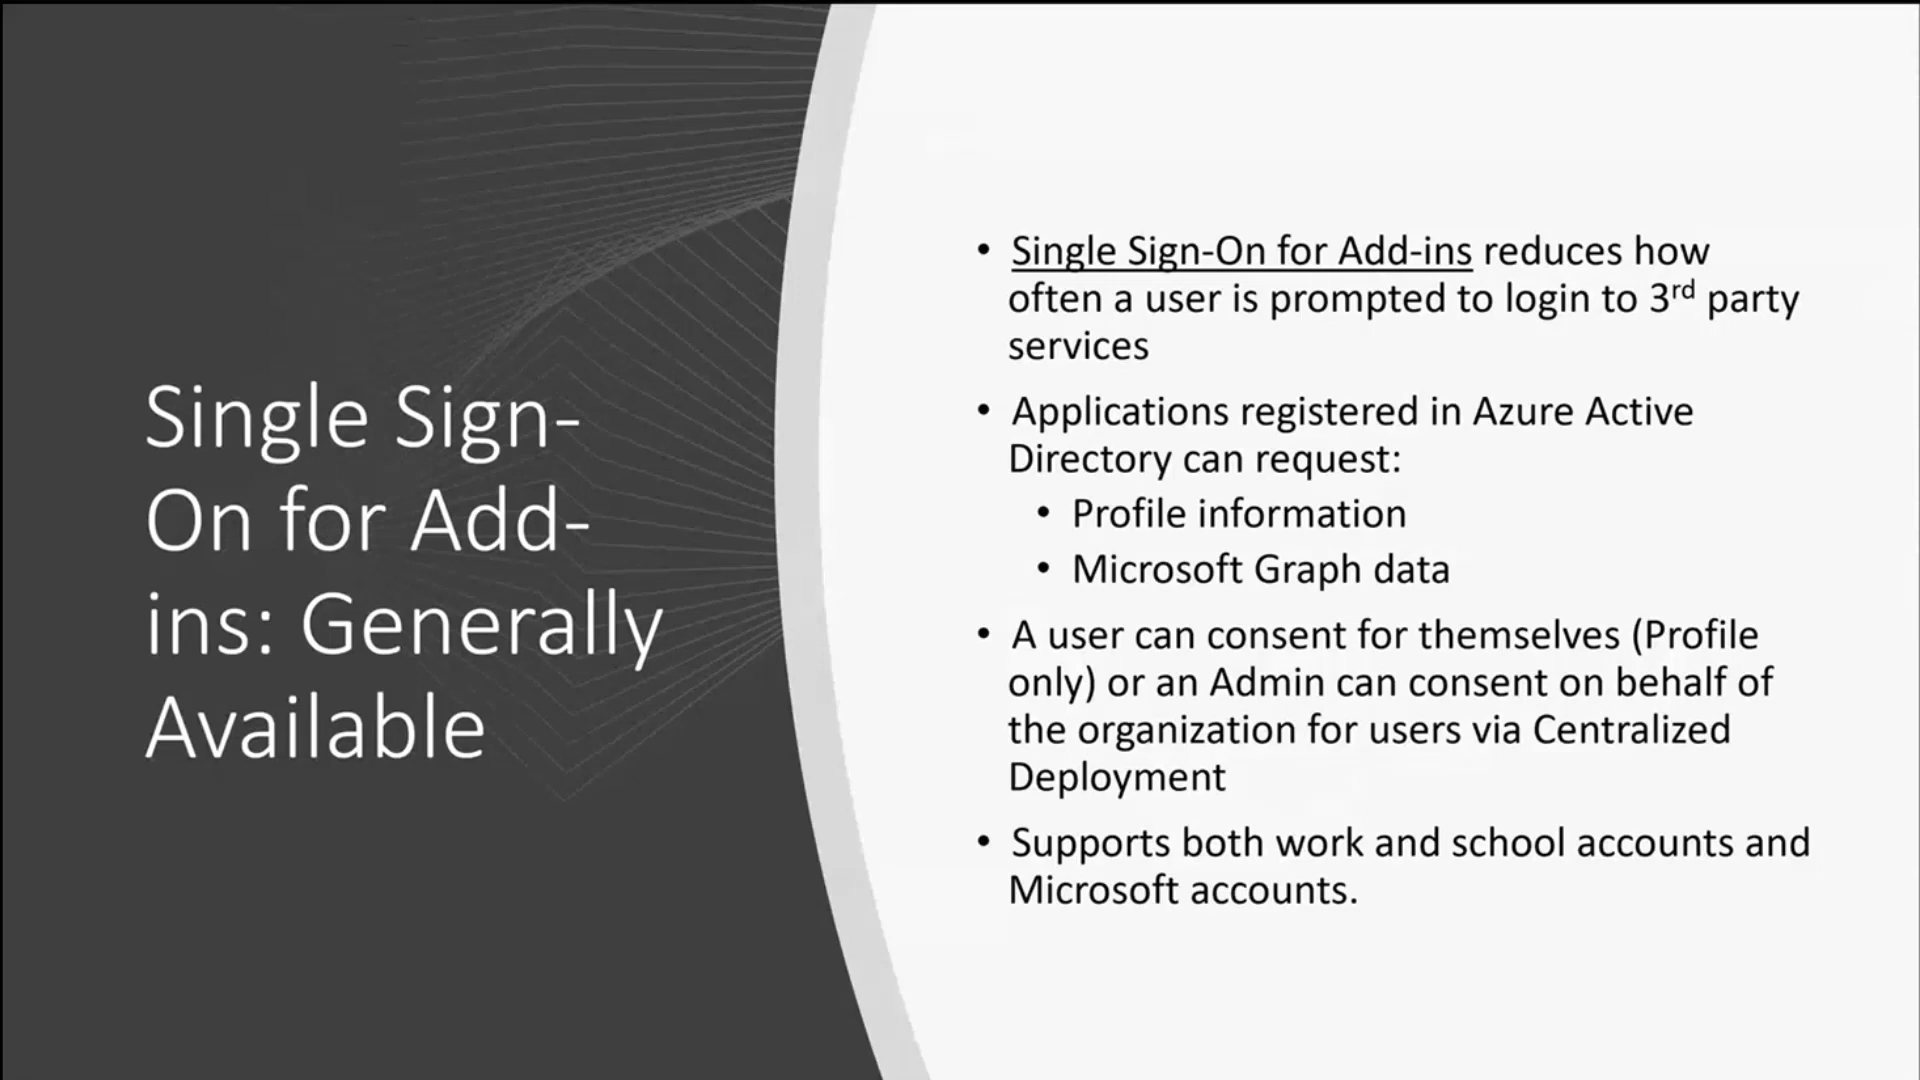 Single Sign-
On for Add-
ins: Generally
Available
• Single Sign-On for Add-ins reduces how
often a user is prompted to login to 3rd party
services
• Applications registered in Azure Active
Directory can request:
• Profile information
• Microsoft Graph data
• A user can consent for themselves (Profile
only) or an Admin can consent on behalf of
the organization for users via Centralized
Deployment
• Supports both work and school accounts and
Microsoft accounts.